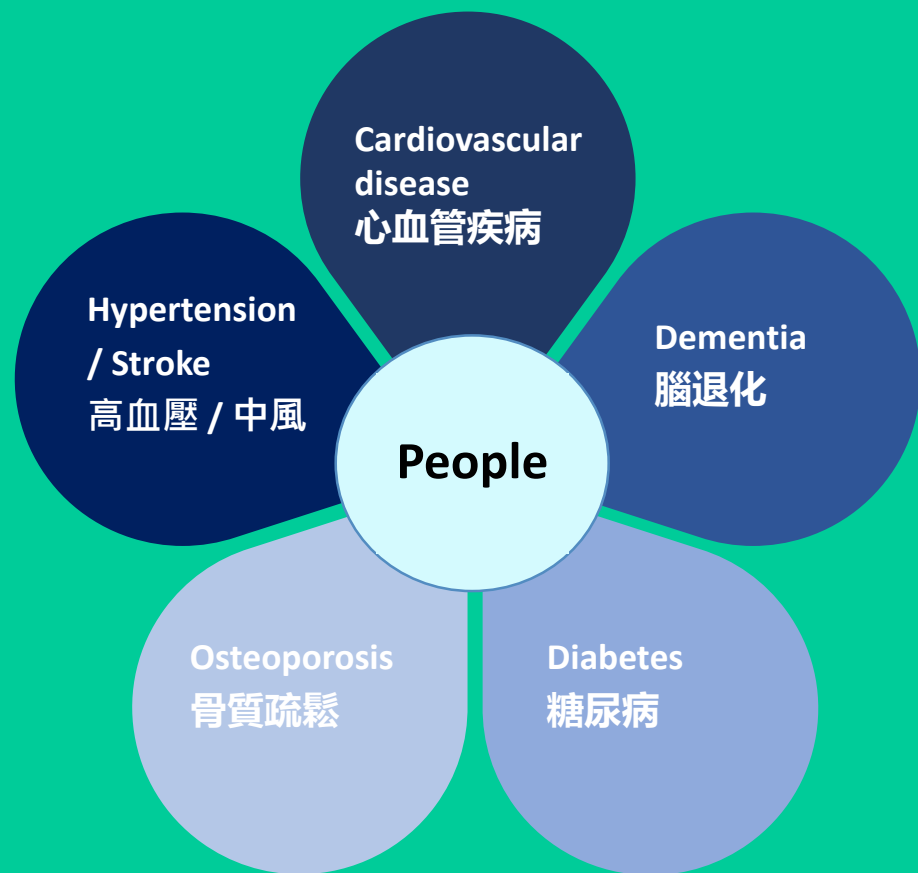 Cardiovascular
disease
心血管疾病
Hypertension
/ Stroke
高血壓 / 中風
Dementia
腦退化
People
Osteoporosis
骨質疏鬆
Diabetes
糖尿病